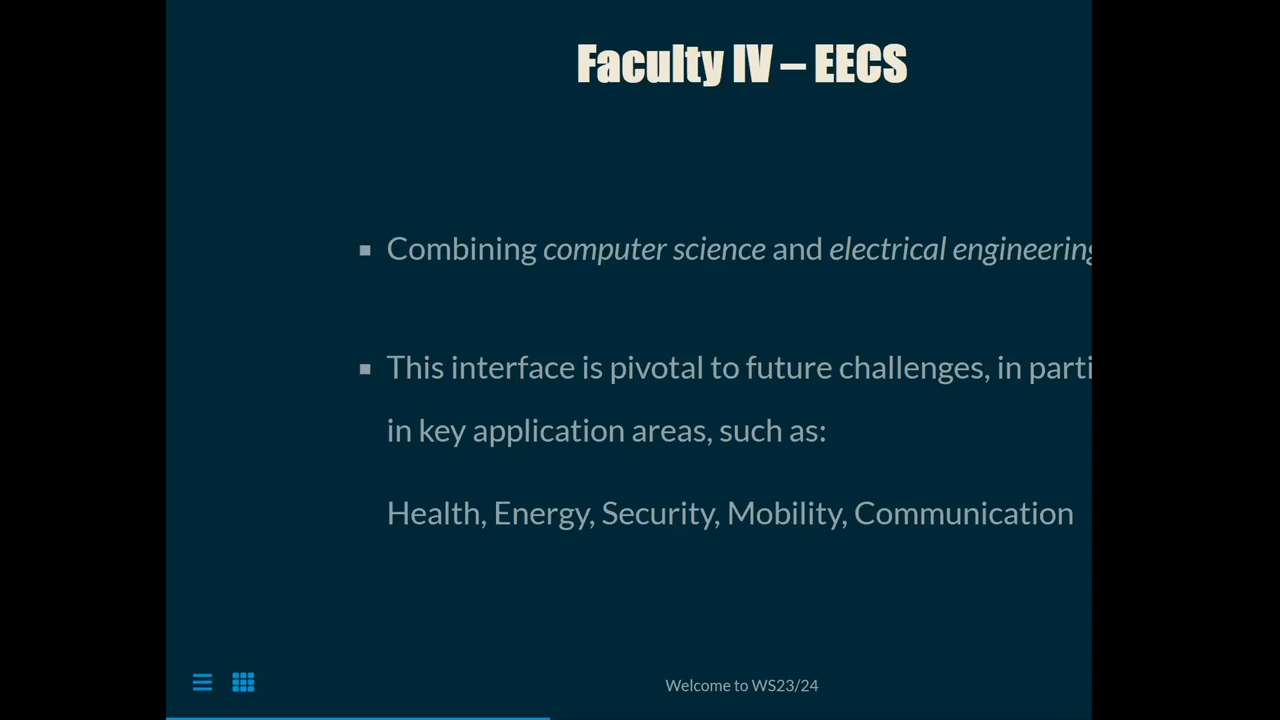 Faculty IV – EECS
Combining computer science and electrical engineering
This interface is pivotal to future challenges, in parti
in key application areas, such as:
Health, Energy, Security, Mobility, Communication
Welcome to WS23/24